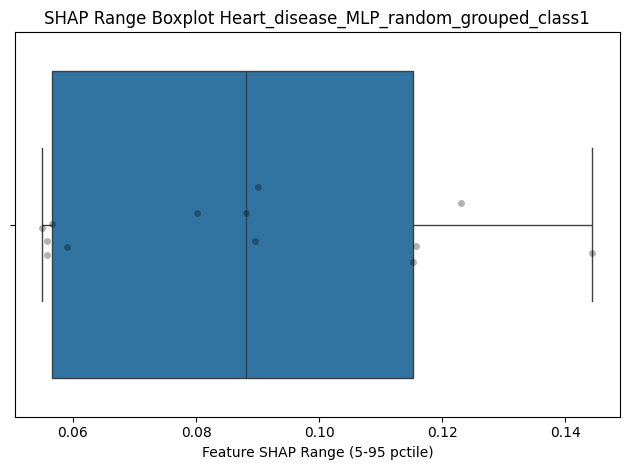 SHAP Range Boxplot Heart_disease_MLP_random_grouped_class1
0.06 0.08 0.10 0.12 0.14
Feature SHAP Range (5-95 pctile)